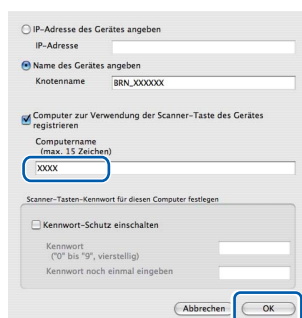 IP-Adresse des Gerätes angeben
IP-Adresse
Name des Gerätes angeben
Knotenname BRN_XXXXXX
Computer zur Verwendung der Scanner-Taste des Gerätes
registrieren
Computername
(max. 15 Zeichen)
XXXX
Scanner-Tasten-Kennwort für diesen Computer festlegen
Kennwort-Schutz einschalten
Kennwort
("0" bis "9", vierstellig)
Kennwort noch einmal eingeben
Abbrechen OK